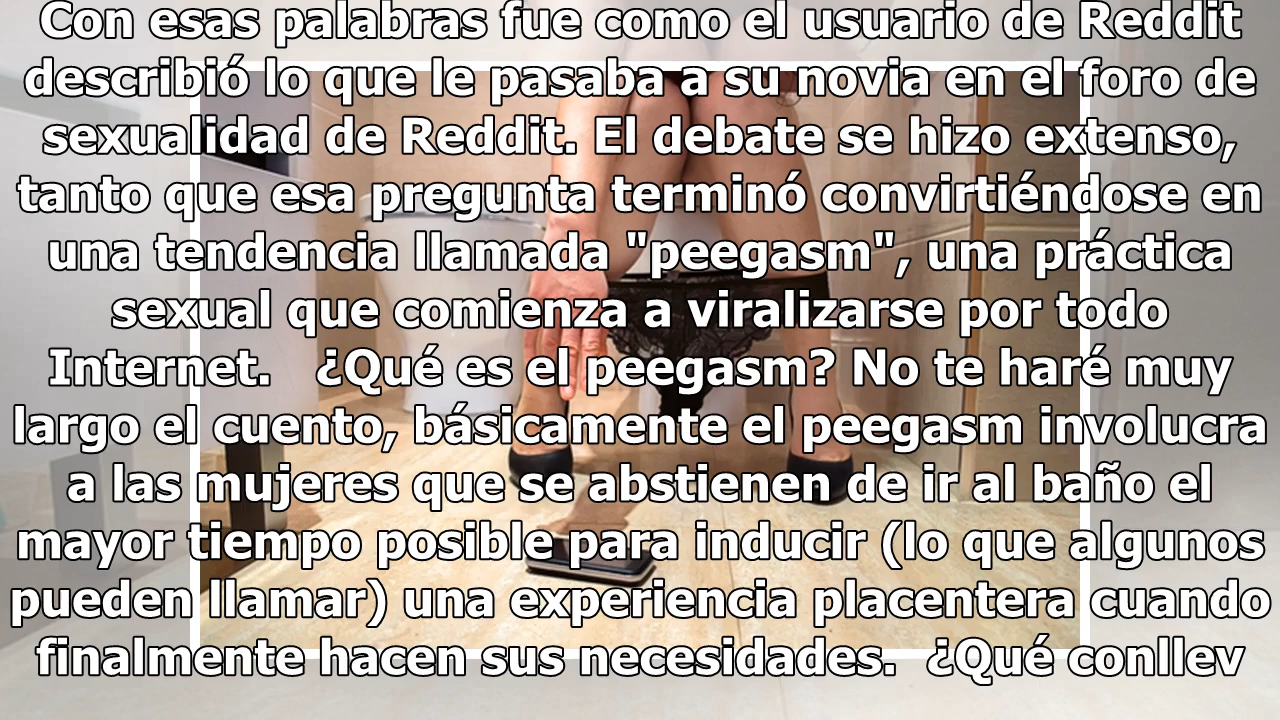 Con esas palabras fue como el usuario de Reddit
describió lo que le pasaba a su novia en el foro de
sexualidad de Reddit. El debate se hizo extenso,
tanto que esa pregunta terminó convirtiéndose en
una tendencia llamada "peegasm", una práctica
sexual que comienza a viralizarse por todo
Internet.   ¿Qué es el peegasm? No te haré muy
largo el cuento, básicamente el peegasm involucra
a las mujeres que se abstienen de ir al baño el
mayor tiempo posible para inducir (lo que algunos
pueden llamar) una experiencia placentera cuando
finalmente hacen sus necesidades.  ¿Qué conllev